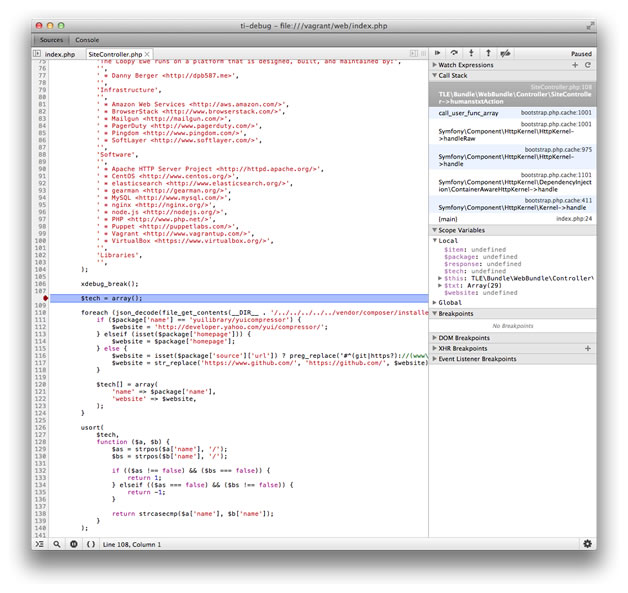 ti-debug - file:///vagrant/web/index.php
Sources Console
index.php SiteController.php ×
75 'The Loopy Ewe runs on a platform that is designed, built, and maintained by:',
76 '',
77 ' * Danny Berger <http://dpb587.me>',
78 '',
79 'Infrastructure',
80 '',
81 ' * Amazon Web Services <http://aws.amazon.com/>',
82 ' * BrowserStack <http://www.browserstack.com/>',
83 ' * Mailgun <http://mailgun.com/>',
84 ' * PagerDuty <http://www.pagerduty.com/>',
85 ' * Pingdom <http://www.pingdom.com/>',
86 ' * SoftLayer <http://www.softlayer.com/>',
87 '',
88 'Software',
89 '',
90 ' * Apache HTTP Server Project <http://httpd.apache.org/>',
91 ' * CentOS <http://www.centos.org/>',
92 ' * elasticsearch <http://www.elasticsearch.org/>',
93 ' * gearman <http://gearman.org/>',
94 ' * MySQL <http://www.mysql.com/>',
95 ' * nginx <http://nginx.org/>',
96 ' * node.js <http://nodejs.org/>',
97 ' * PHP <http://www.php.net/>',
98 ' * Puppet <http://puppetlabs.com/>',
99 ' * Vagrant <http://www.vagrantup.com/>',
100 ' * VirtualBox <https://www.virtualbox.org/>',
101 '',
102 'Libraries',
103 '',
104 );
105
106 xdebug_break();
107
108 $tech = array();
109
110 foreach (json_decode(file_get_contents(__DIR__ . '/../../../../../vendor/composer/installe
111 if ($package['name'] == 'yuilibrary/yuicompressor') {
112 $website = 'http://developer.yahoo.com/yui/compressor/';
113 } elseif (isset($package['homepage'])) {
114 $website = $package['homepage'];
115 } else {
116 $website = isset($package['source']['url']) ? preg_replace('#^(git|https?)://(www\
117 $website = str_replace('https://www.github.com/', 'https://github.com/', $website)
118 }
119
120 $tech[] = array(
121 'name' => $package['name'],
122 'website' => $website,
123 );
124 }
125
126 usort(
127 $tech,
128 function ($a, $b) {
129 $as = strpos($a['name'], '/');
130 $bs = strpos($b['name'], '/');
131
132 if (($as !== false) && ($bs === false)) {
133 return 1;
134 } elseif (($as === false) && ($bs !== false)) {
135 return -1;
136 }
137
138 return strcasecmp($a['name'], $b['name']);
139 }
140 );
141
{ } Line 108, Column 1
Paused
Watch Expressions
Call Stack
SiteController.php:108
TLE\Bundle\WebBundle\Controller\SiteController->humanstxtAction
bootstrap.php.cache:1001
call_user_func_array
bootstrap.php.cache:1001
Symfony\Component\HttpKernel\HttpKernel->handleRaw
bootstrap.php.cache:975
Symfony\Component\HttpKernel\HttpKernel->handle
bootstrap.php.cache:1101
Symfony\Component\HttpKernel\DependencyInjection\ContainerAwareHttpKernel->handle
bootstrap.php.cache:411
Symfony\Component\HttpKernel\Kernel->handle
{main} index.php:24
Scope Variables
Local
$item: undefined
$package: undefined
$response: undefined
$tech: undefined
$this: TLE\Bundle\WebBundle\Controller\
$txt: Array(29)
$website: undefined
Global
Breakpoints
No Breakpoints
DOM Breakpoints
XHR Breakpoints
Event Listener Breakpoints